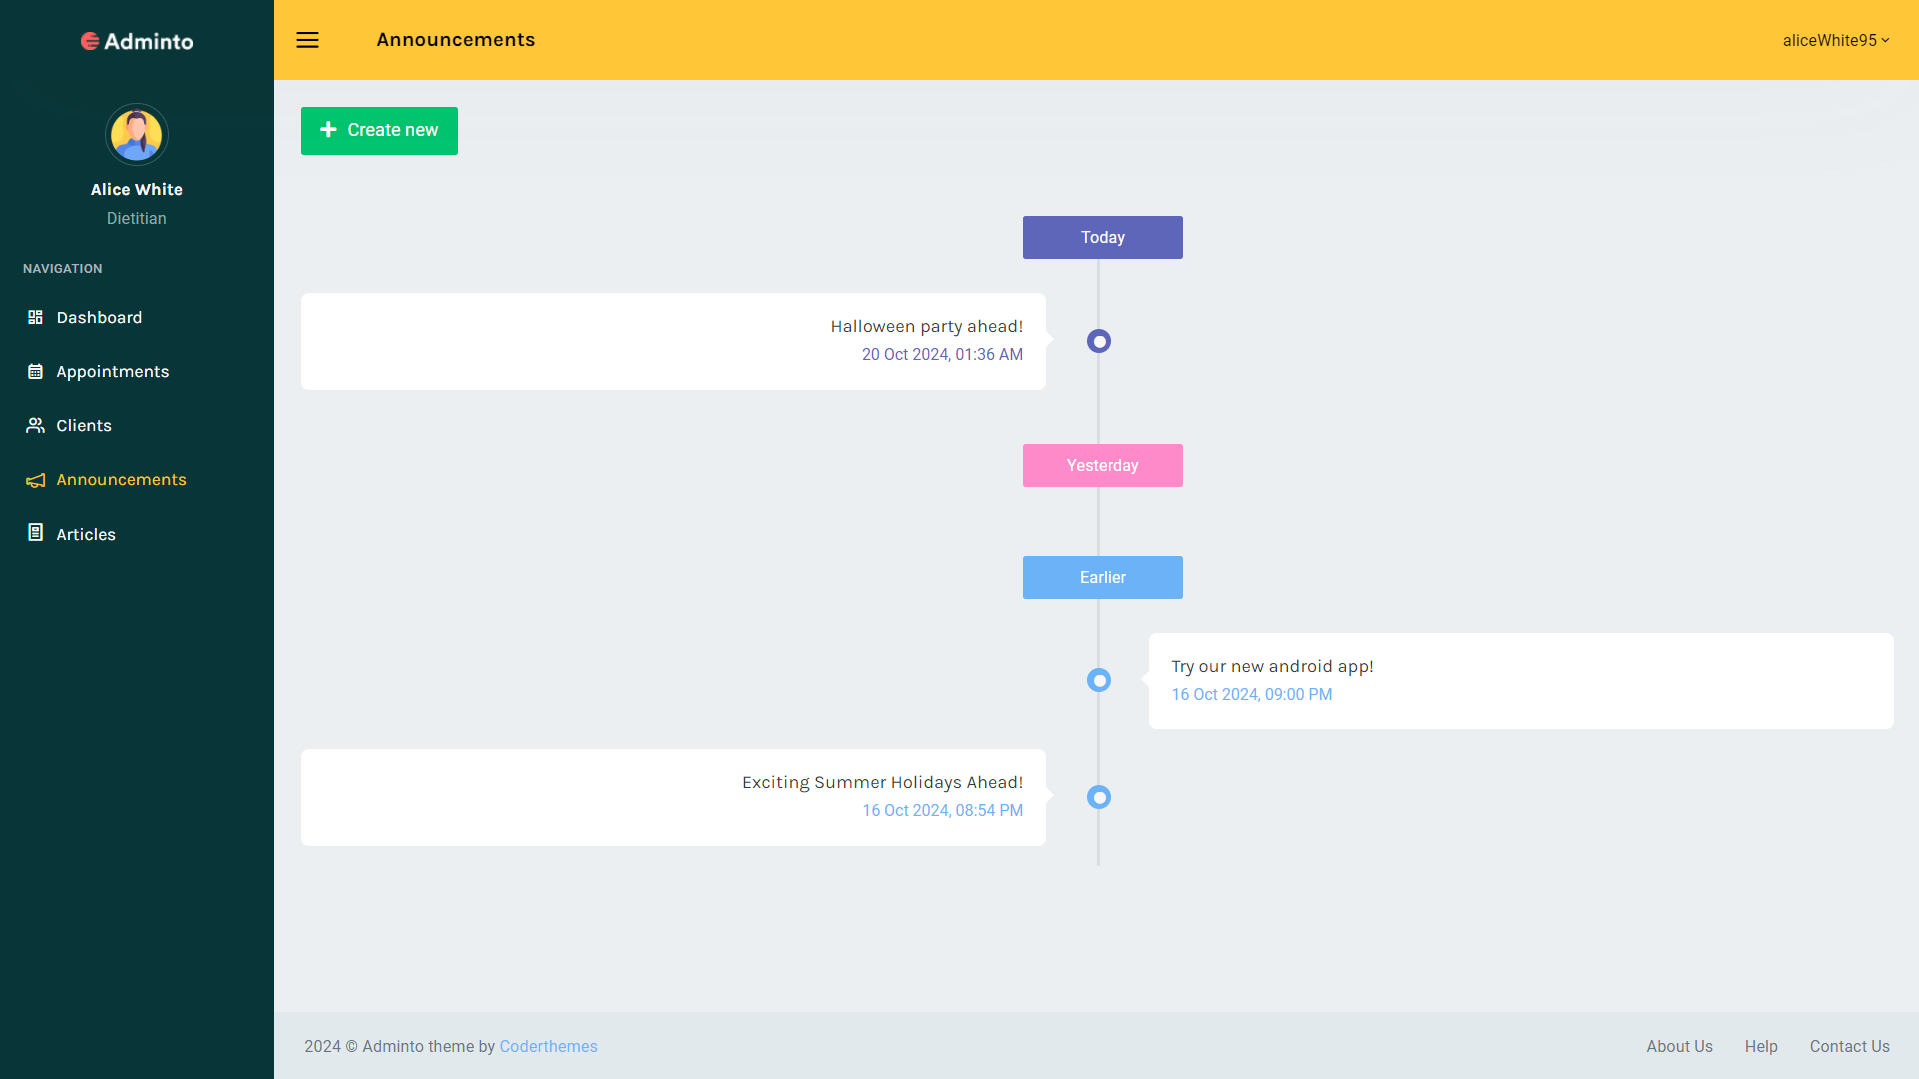 Adminto
Alice White
Dietitian
NAVIGATION
Dashboard
Appointments
Clients
Announcements
Articles
Announcements
aliceWhite95
Create new
Today
Halloween party ahead!
20 Oct 2024, 01:36 AM
Yesterday
Earlier
Try our new android app!
16 Oct 2024, 09:00 PM
Exciting Summer Holidays Ahead!
16 Oct 2024, 08:54 PM
2024 © Adminto theme by Coderthemes
About Us
Help
Contact Us